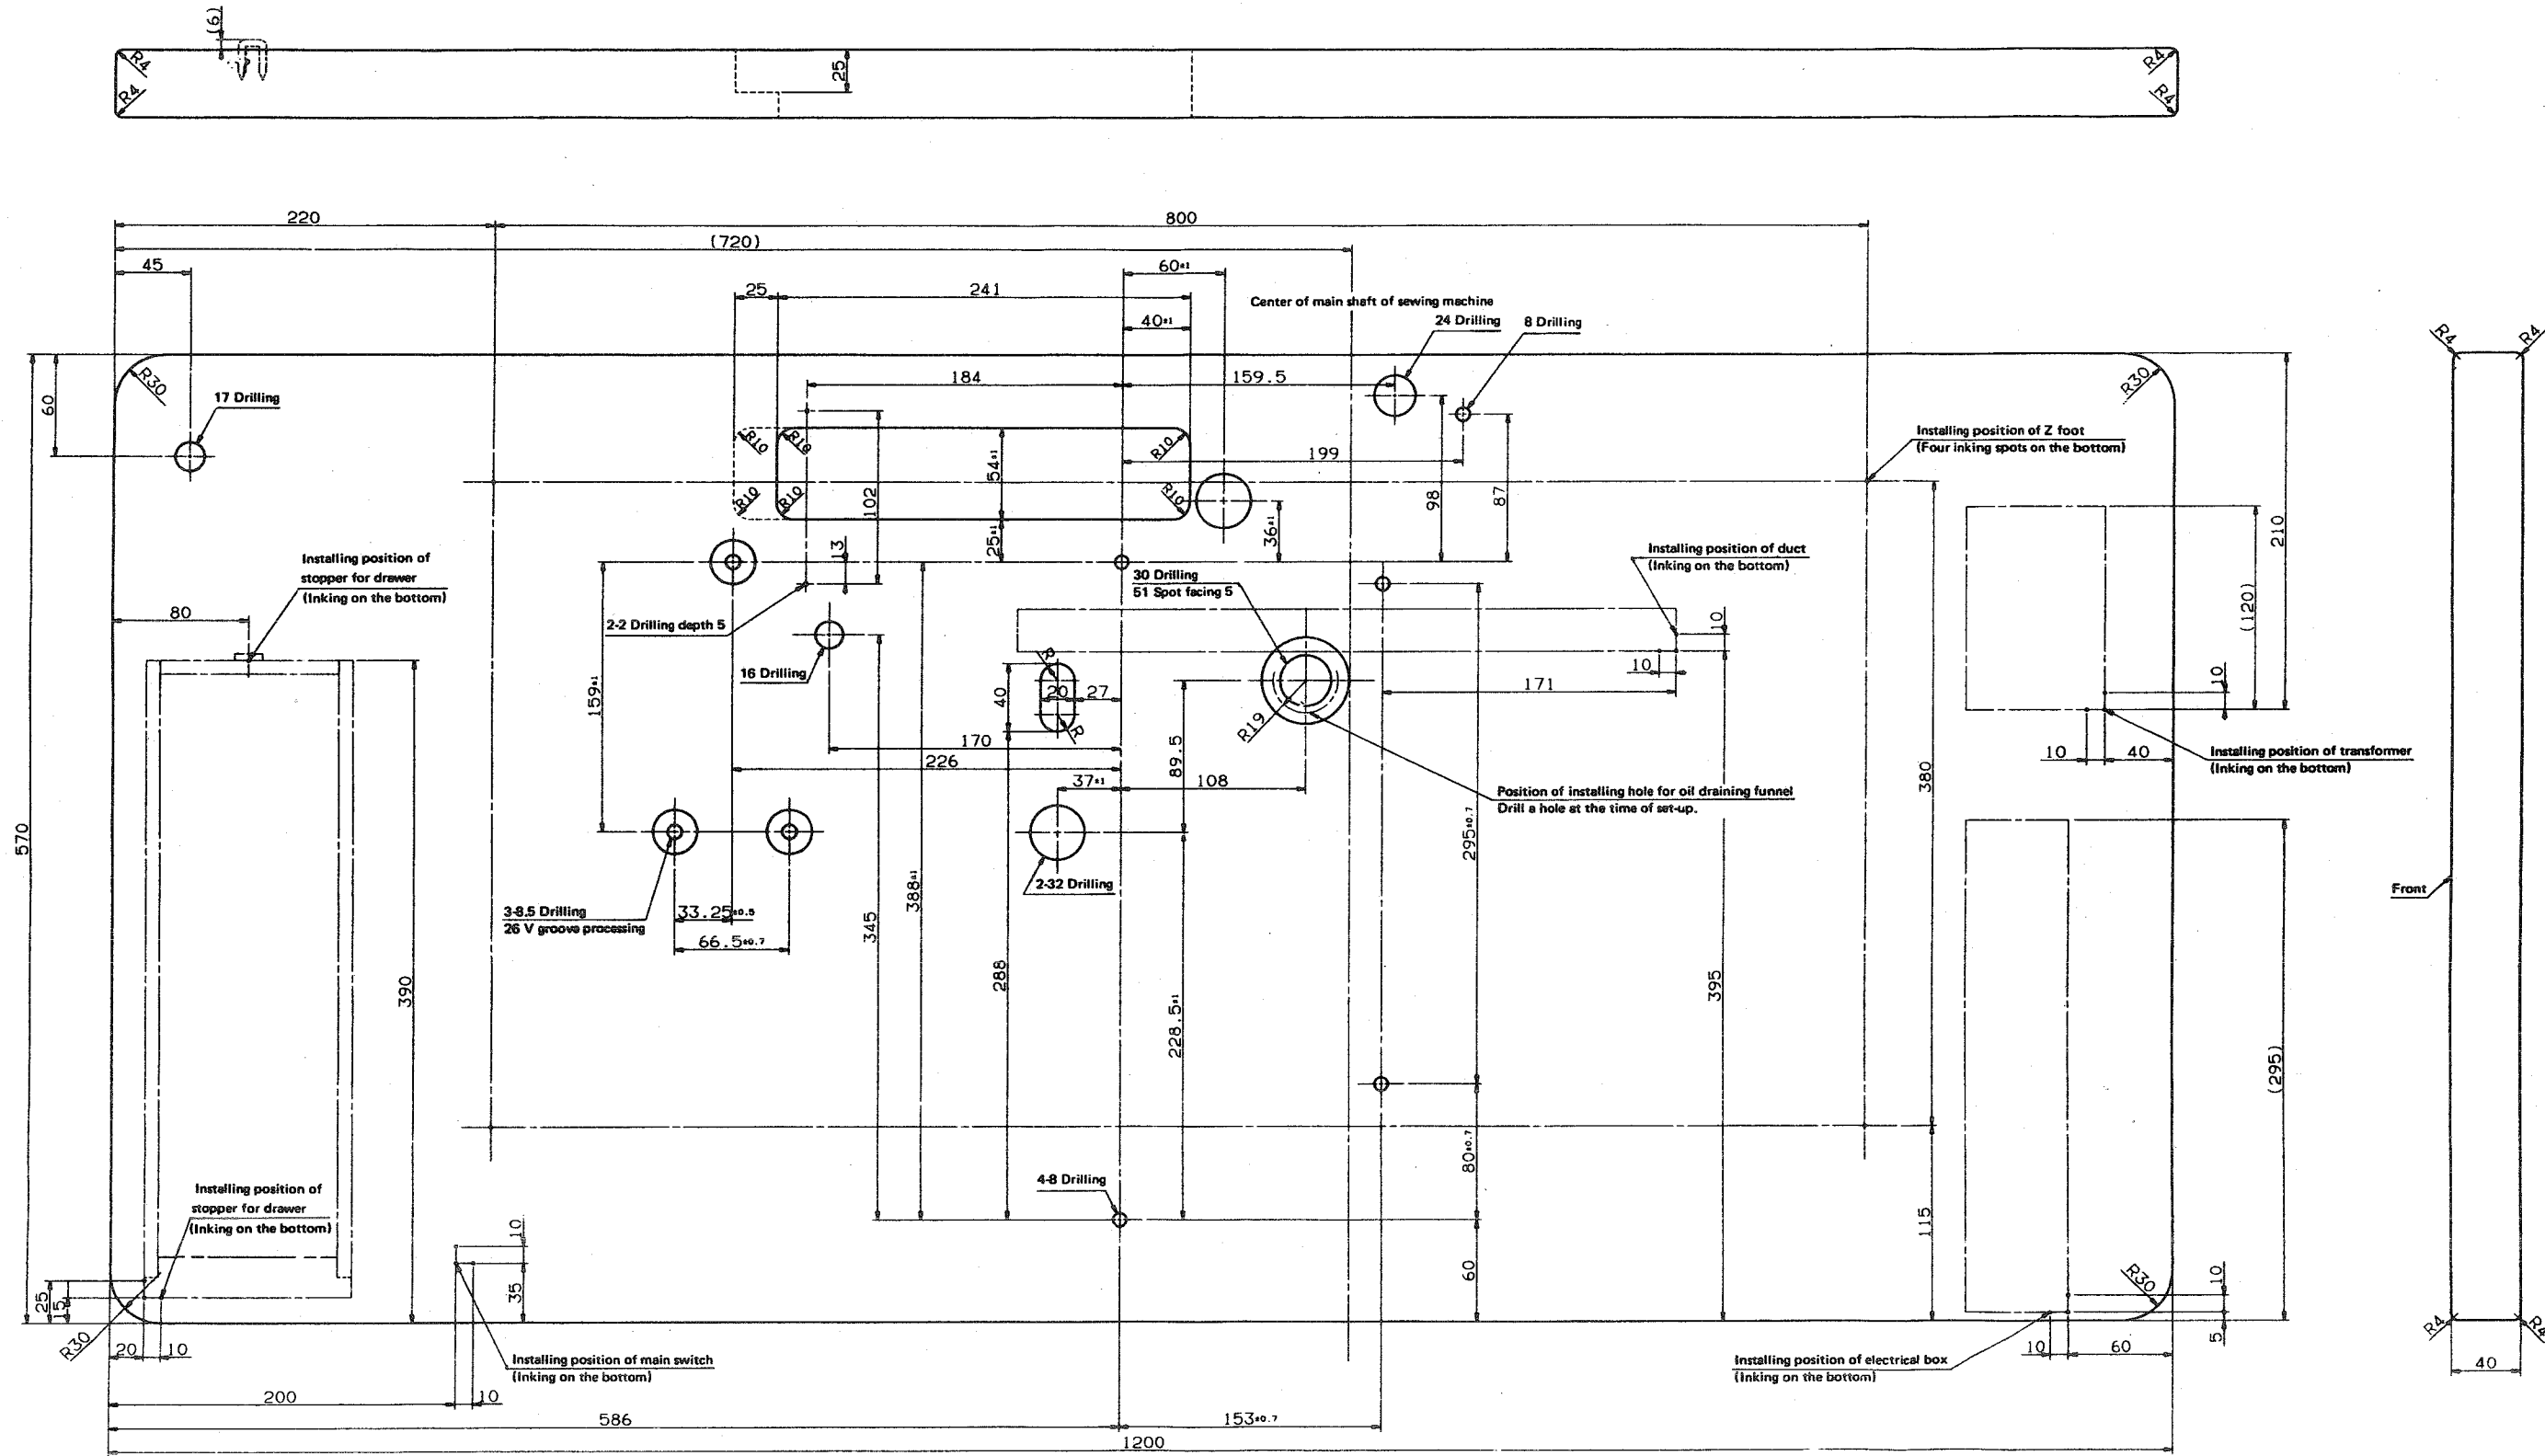 (6)
R4
R4
25
R4
R4
220
800
(720)
45
60±1
25
241
Center of main shaft of sewing machine
40±1
24 Drilling
8 Drilling
R4
R4
R30
184
159.5
R30
60
17 Drilling
Installing position of Z foot
(Four inking spots on the bottom)
R10
R10
R10
54±1
199
102
R10
R10
R10
98
87
210
25±1
36±1
13
Installing position of
stopper for drawer
(Inking on the bottom)
Installing position of duct
(Inking on the bottom)
30 Drilling
51 Spot facing 5
(120)
80
2-2 Drilling depth 5
10
16 Drilling
R
10
171
10
159±1
40
20
27
R19
R
170
226
89.5
10
40
Installing position of transformer
(Inking on the bottom)
37±1
108
380
Position of installing hole for oil draining funnel
Drill a hole at the time of set-up.
295±0.7
570
2-32 Drilling
388±1
Front
3-8.5 Drilling
26 V groove processing
33.25±0.5
66.5±0.7
345
288
390
395
228.5±1
(295)
80±0.7
4-8 Drilling
Installing position of
stopper for drawer
(Inking on the bottom)
115
10
60
35
25
15
R30
10
5
R4
R4
R30
20
10
Installing position of main switch
(Inking on the bottom)
Installing position of electrical box
(Inking on the bottom)
10
60
40
200
10
586
153±0.7
1200